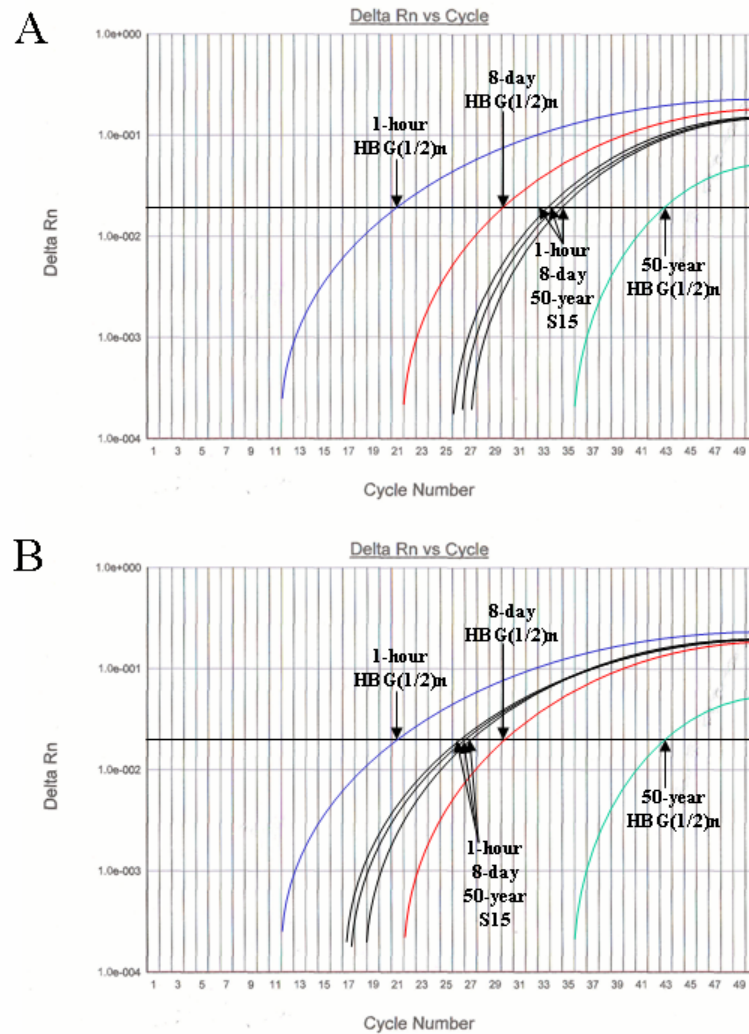 A
Delta Rn vs Cycle
1.0e+000
8-day
HBG(1/2)n
1-hour
HBG(1/2)n
1.0e-001
Delta Rn
1.0e-002
1-hour
8-day
50-year
S15
50-year
HBG(1/2)n
1.0e-003
1.0e-004
1 3 5 7 9 11 13 15 17 19 21 23 25 27 29 31 33 35 37 39 41 43 45 47 49
Cycle Number
B
Delta Rn vs Cycle
1.0e+000
8-day
HBG(1/2)n
1-hour
HBG(1/2)n
1.0e-001
Delta Rn
1.0e-002
50-year
HBG(1/2)n
1-hour
8-day
50-year
S15
1.0e-003
1.0e-004
1 3 5 7 9 11 13 15 17 19 21 23 25 27 29 31 33 35 37 39 41 43 45 47 49
Cycle Number